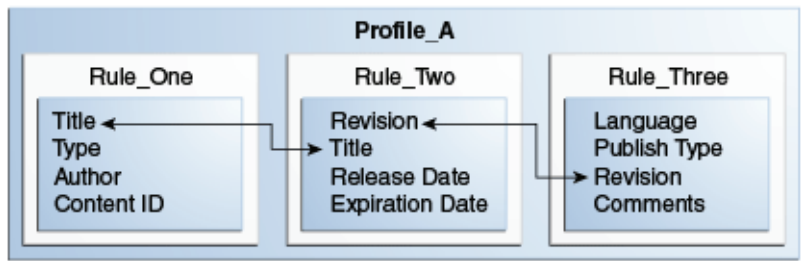 Profile_A
Rule_One
Title
Type
Author
Content ID
Rule_Two
Revision
Title
Release Date
Expiration Date
Rule_Three
Language
Publish Type
Revision
Comments